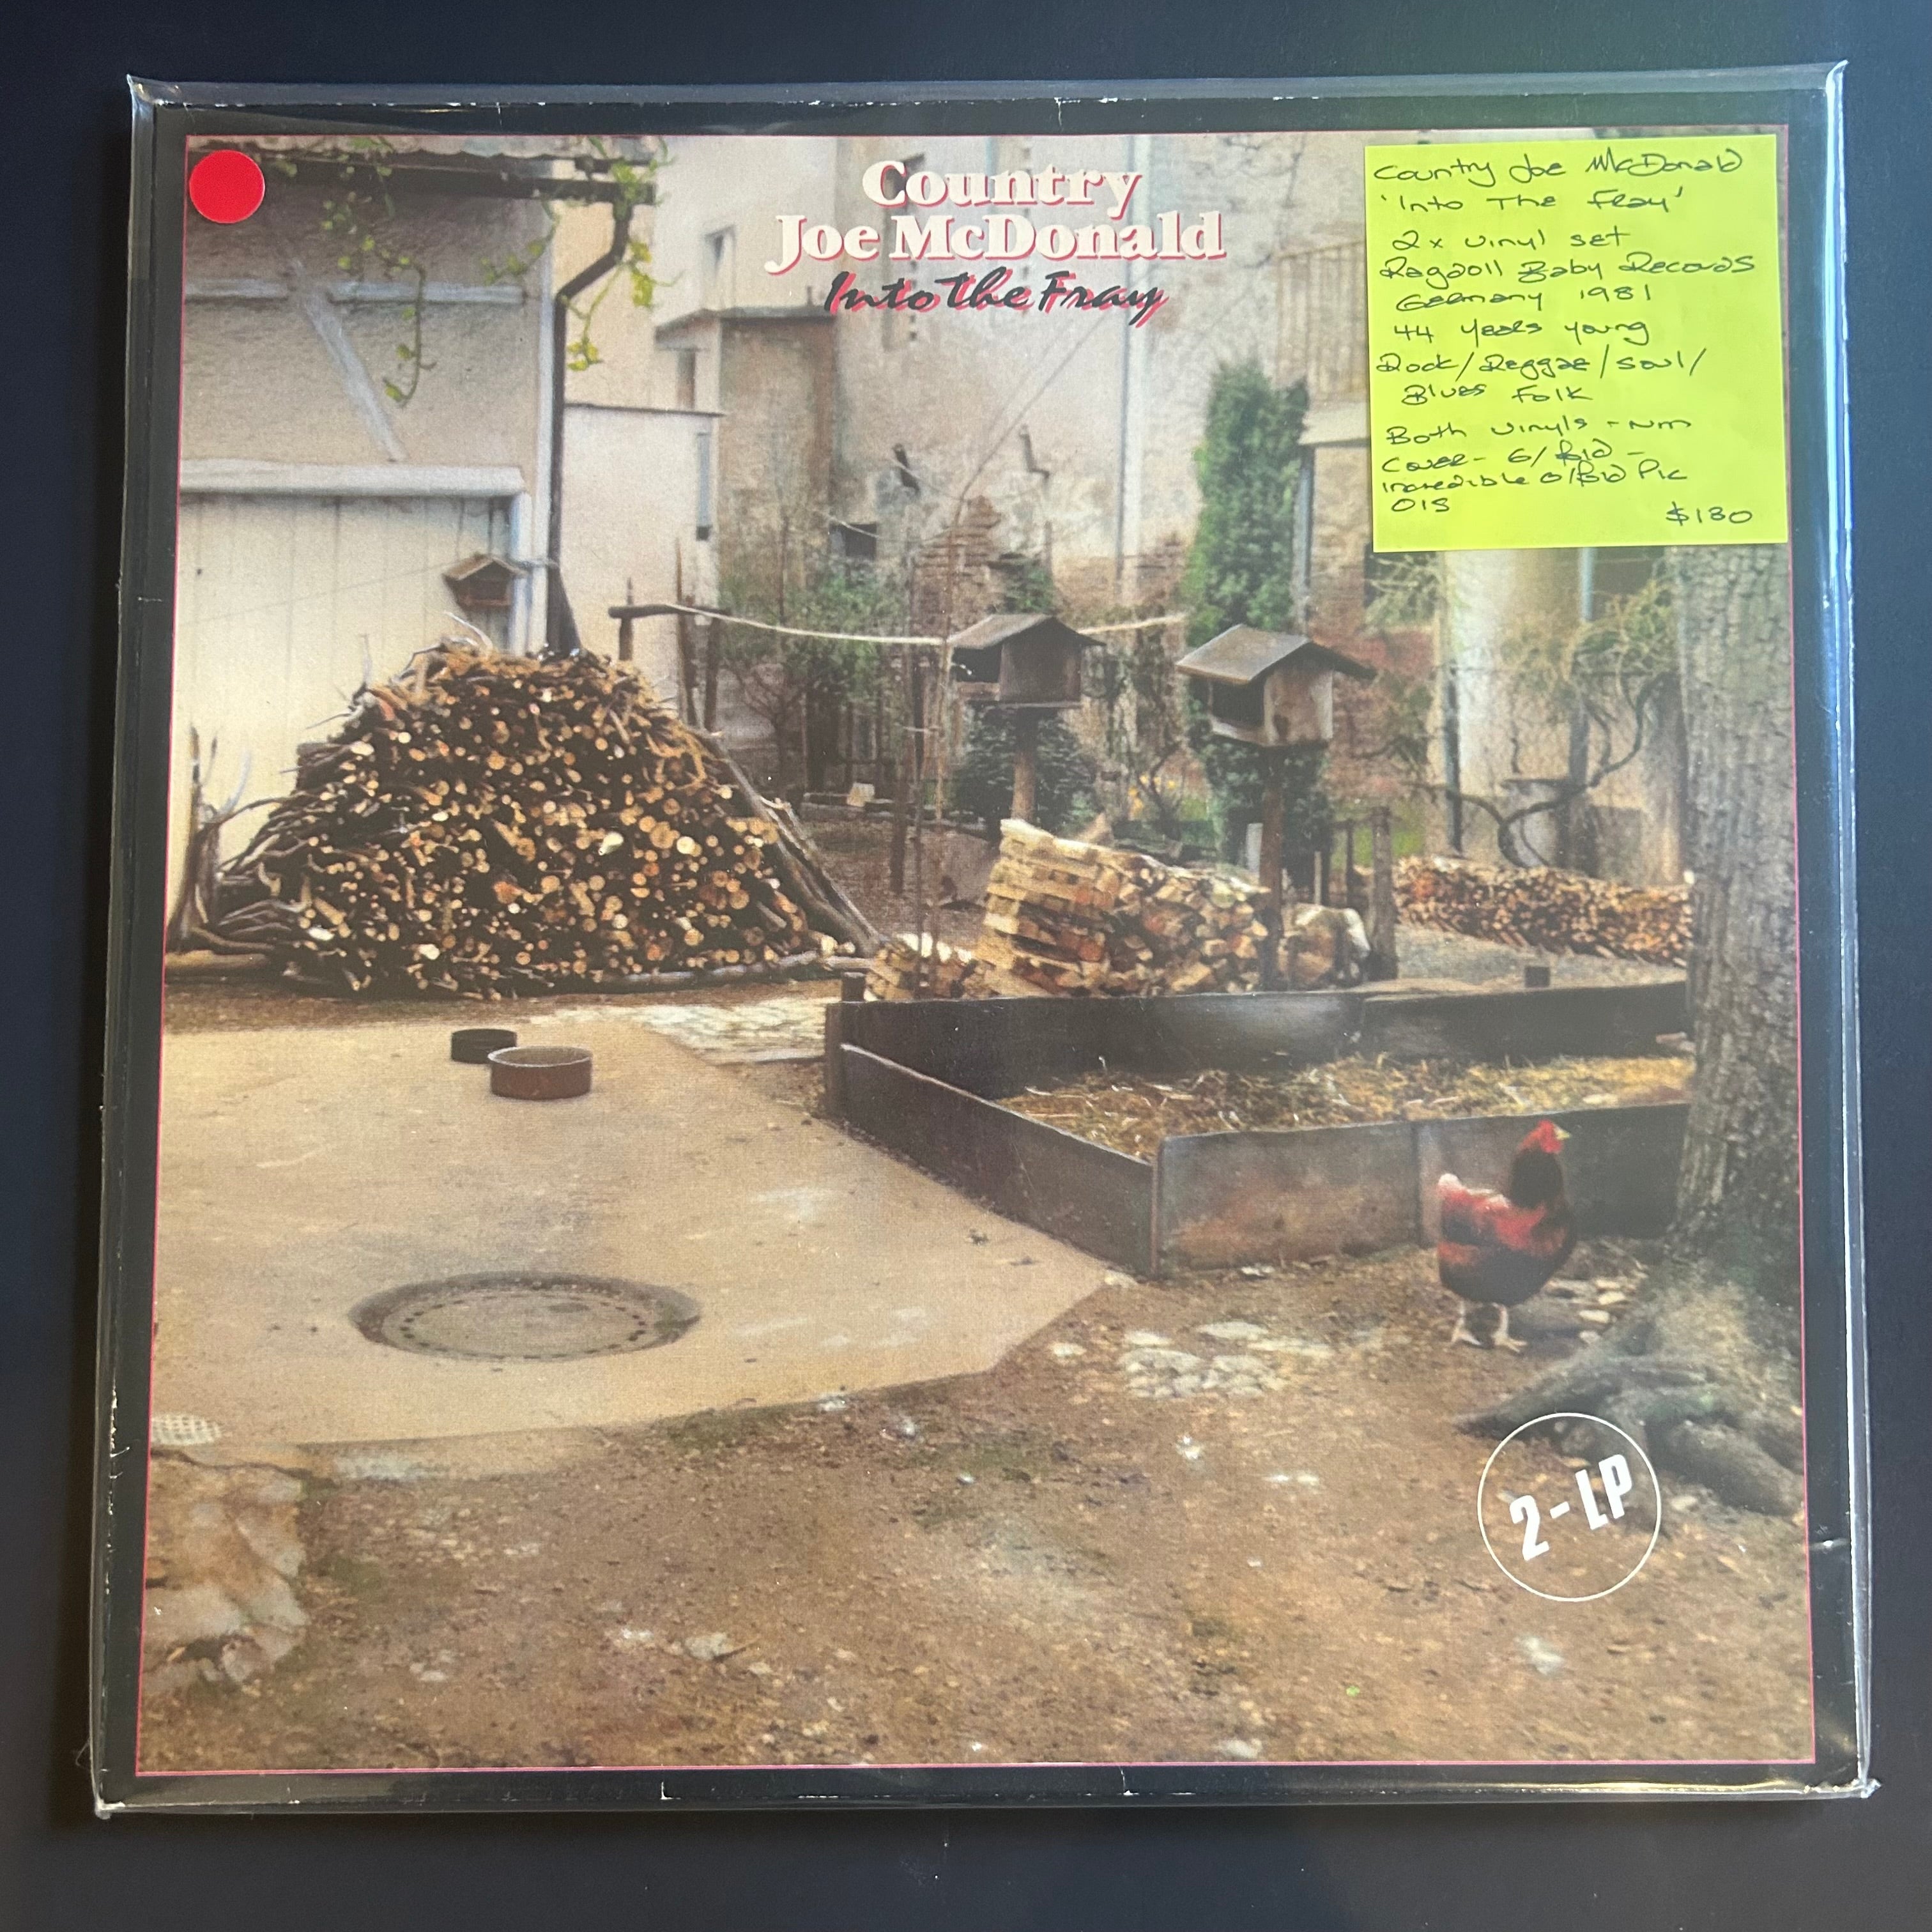 Country
Joe McDonald
Into The Fray
Country Joe McDonald
'Into The Fray'
2x vinyl set
Ragdoll Baby Records
Germany 1981
44 years young
Rock/Reggae/Soul/
Blues Folk
Both vinyls - NM
Cover - G/Fold -
Incredible G/Fold Pic
OIS
$180
2-LP